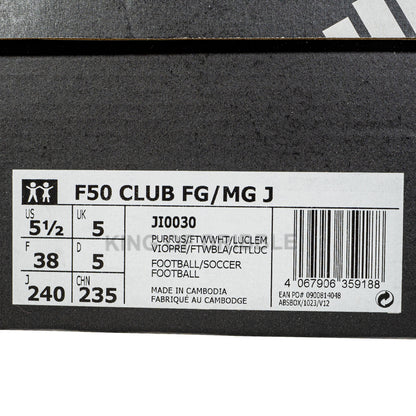 F50 CLUB FG/MG J
US 5½ UK 5
F 38 D 5
J 240 CHN 235
JI0030
PURRUS/FTWWHT/LUCLEM
VIOPRE/FTWBLA/CITLUC
FOOTBALL/SOCCER
FOOTBALL
MADE IN CAMBODIA
FABRIQUÉ AU CAMBODGE
4 067906 359188
EAN PO# 0900814048
ABSBOX/1023/V12